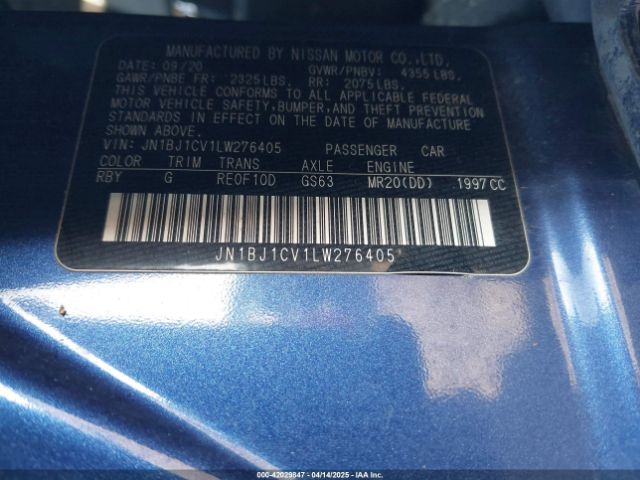 MANUFACTURED BY NISSAN MOTOR CO.,LTD.
DATE: 09/20 GVWR/PNBV: 4355 LBS.
GAWR/PNBE FR: 2325 LBS. RR: 2075 LBS.
THIS VEHICLE CONFORMS TO ALL APPLICABLE FEDERAL
MOTOR VEHICLE SAFETY, BUMPER, AND THEFT PREVENTION
STANDARDS IN EFFECT ON THE DATE OF MANUFACTURE
SHOWN ABOVE.
VIN: JN1BJ1CV1LW276405 PASSENGER CAR
COLOR TRIM TRANS AXLE ENGINE
RBY G RE0F10D GS63 MR20(DD) 1997CC
JN1BJ1CV1LW276405
000-42029847 - 04/14/2025 - www.iaai.com